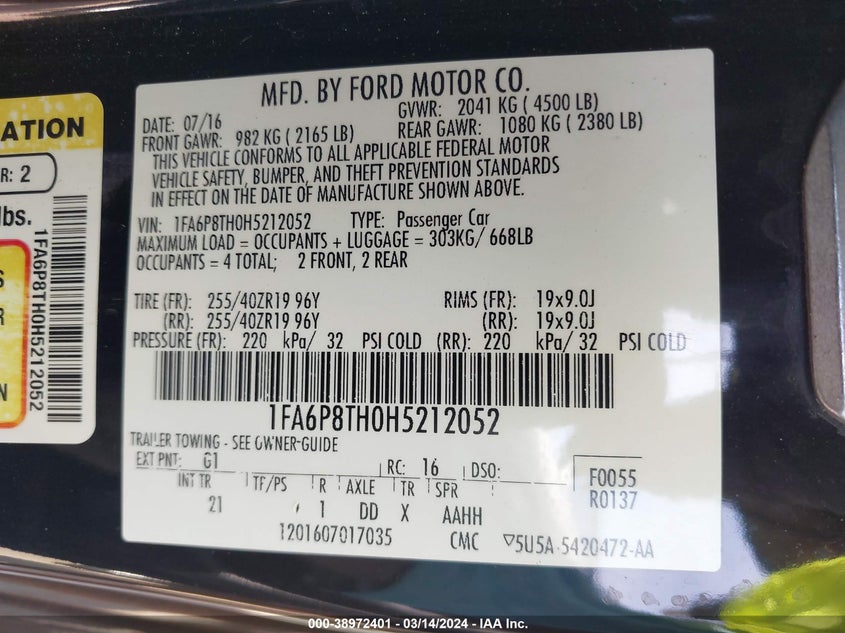 MFD. BY FORD MOTOR CO.
DATE: 07/16 GVWR: 2041 KG ( 4500 LB)
FRONT GAWR: 982 KG ( 2165 LB) REAR GAWR: 1080 KG ( 2380 LB)
THIS VEHICLE CONFORMS TO ALL APPLICABLE FEDERAL MOTOR
VEHICLE SAFETY, BUMPER, AND THEFT PREVENTION STANDARDS
IN EFFECT ON THE DATE OF MANUFACTURE SHOWN ABOVE.
VIN: 1FA6P8TH0H5212052 TYPE: Passenger Car
MAXIMUM LOAD = OCCUPANTS + LUGGAGE = 303KG/ 668LB
OCCUPANTS = 4 TOTAL; 2 FRONT, 2 REAR
TIRE (FR): 255/40ZR19 96Y RIMS (FR): 19x9.0J
(RR): 255/40ZR19 96Y (RR): 19x9.0J
PRESSURE (FR): 220 kPa/ 32 PSI COLD (RR): 220 kPa/ 32 PSI COLD
1FA6P8TH0H5212052
TRAILER TOWING - SEE OWNER-GUIDE
EXT PNT: G1 RC: 16 DSO: F0055
INT TR TF/PS R AXLE TR SPR R0137
21 1 DD X AAHH
1201607017035 CMC 5U5A-5420472-AA
ATION
R: 2
lbs.
S
R
N
1FA6P8TH0H5212052
000-38972401 - 03/14/2024 - IAA Inc.